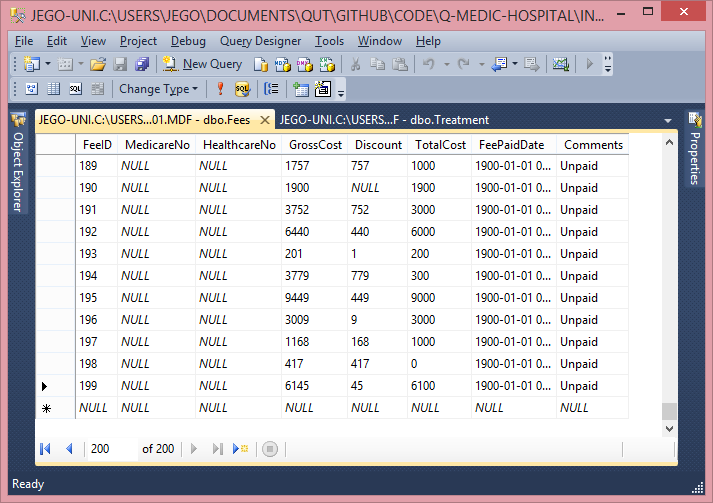 JEGO-UNI.C:\USERS\JEGO\DOCUMENTS\QUT\GITHUB\CODE\Q-MEDIC-HOSPITAL\IN...
File Edit View Project Debug Query Designer Tools Window Help
New Query
Change Type
JEGO-UNI.C:\USERS...01.MDF - dbo.Fees JEGO-UNI.C:\USERS...F - dbo.Treatment
Object Explorer
Properties
FeeID MedicareNo HealthcareNo GrossCost Discount TotalCost FeePaidDate Comments
189 NULL NULL 1757 757 1000 1900-01-01 0... Unpaid
190 NULL NULL 1900 NULL 1900 1900-01-01 0... Unpaid
191 NULL NULL 3752 752 3000 1900-01-01 0... Unpaid
192 NULL NULL 6440 440 6000 1900-01-01 0... Unpaid
193 NULL NULL 201 1 200 1900-01-01 0... Unpaid
194 NULL NULL 3779 779 300 1900-01-01 0... Unpaid
195 NULL NULL 9449 449 9000 1900-01-01 0... Unpaid
196 NULL NULL 3009 9 3000 1900-01-01 0... Unpaid
197 NULL NULL 1168 168 1000 1900-01-01 0... Unpaid
198 NULL NULL 417 417 0 1900-01-01 0... Unpaid
199 NULL NULL 6145 45 6100 1900-01-01 0... Unpaid
NULL NULL NULL NULL NULL NULL NULL NULL
200 of 200
Ready